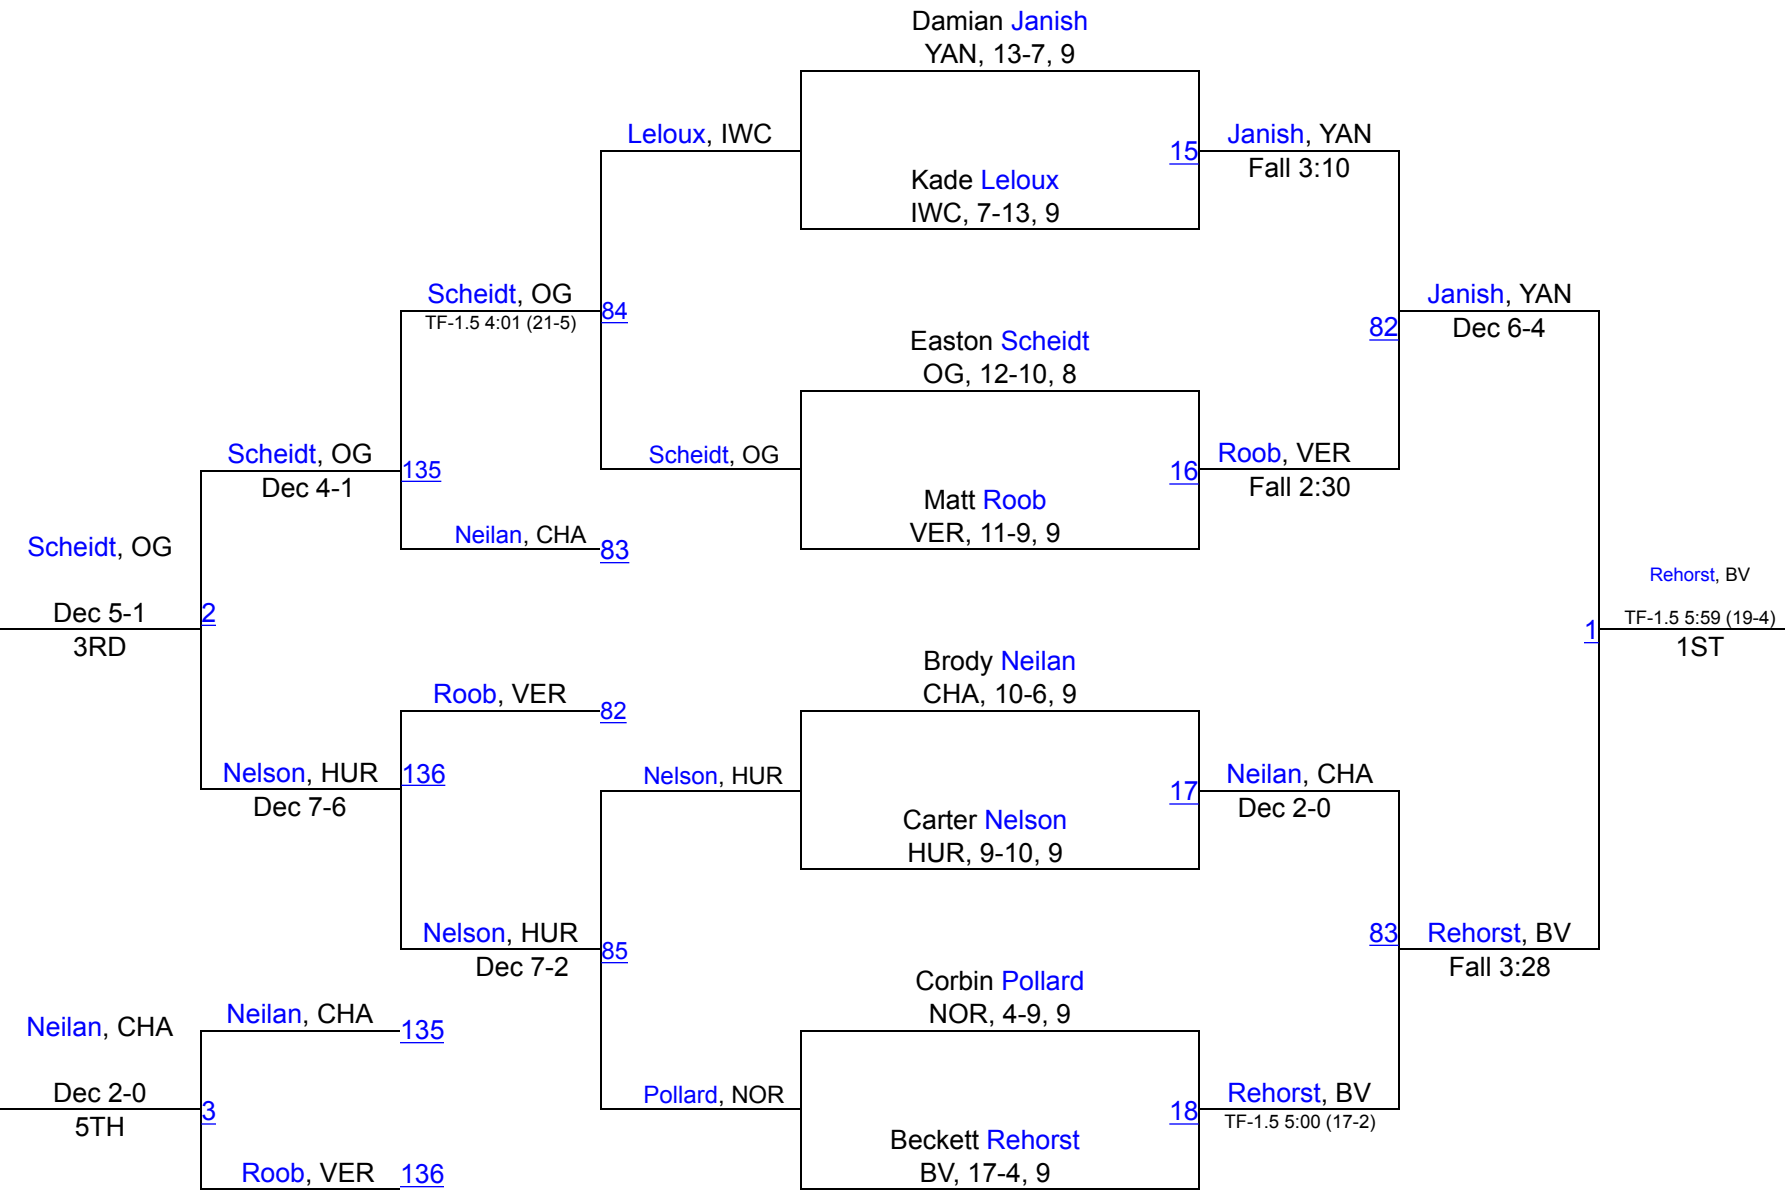 Damian Janish
YAN, 13-7, 9
Leloux, IWC
15
Janish, YAN
Fall 3:10
Kade Leloux
IWC, 7-13, 9
Scheidt, OG
TF-1.5 4:01 (21-5)
84
Janish, YAN
82
Dec 6-4
Easton Scheidt
OG, 12-10, 8
Scheidt, OG
Dec 4-1
135
Scheidt, OG
16
Roob, VER
Fall 2:30
Matt Roob
VER, 11-9, 9
Neilan, CHA
83
Scheidt, OG
Dec 5-1
3RD
2
Rehorst, BV
TF-1.5 5:59 (19-4)
1
1ST
Brody Neilan
CHA, 10-6, 9
Roob, VER
82
Nelson, HUR
Dec 7-6
136
Nelson, HUR
17
Neilan, CHA
Dec 2-0
Carter Nelson
HUR, 9-10, 9
Nelson, HUR
Dec 7-2
85
83
Rehorst, BV
Fall 3:28
Corbin Pollard
NOR, 4-9, 9
Neilan, CHA
Neilan, CHA
135
Dec 2-0
5TH
3
Pollard, NOR
18
Rehorst, BV
TF-1.5 5:00 (17-2)
Beckett Rehorst
BV, 17-4, 9
Roob, VER
136